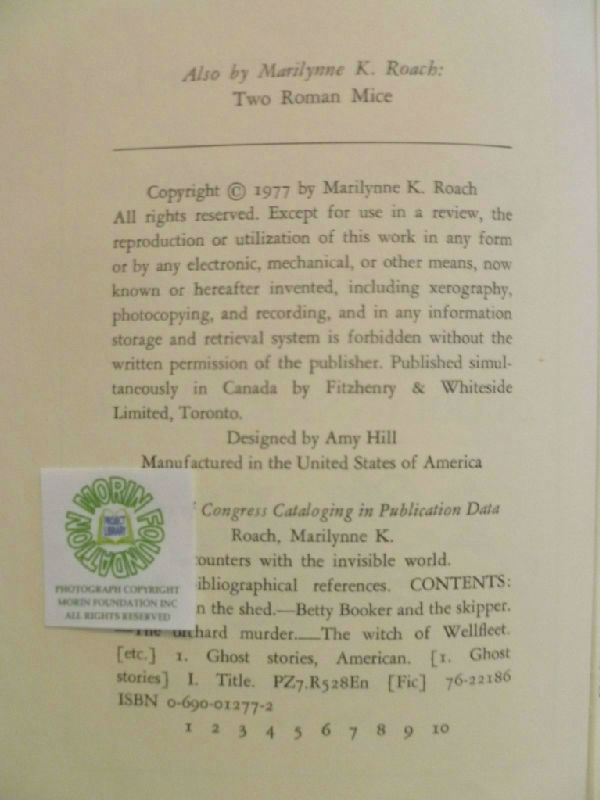 Also by Marilynne K. Roach:
Two Roman Mice
Copyright © 1977 by Marilynne K. Roach
All rights reserved. Except for use in a review, the
reproduction or utilization of this work in any form
or by any electronic, mechanical, or other means, now
known or hereafter invented, including xerography,
photocopying, and recording, and in any information
storage and retrieval system is forbidden without the
written permission of the publisher. Published simul-
taneously in Canada by Fitzhenry & Whiteside
Limited, Toronto.
Designed by Amy Hill
Manufactured in the United States of America
Congress Cataloging in Publication Data
Roach, Marilynne K.
with the invisible world.
bibliographical references. CONTENTS:
n the shed.—Betty Booker and the skipper.
—The orchard murder.—The witch of Wellfleet.
[etc.] 1. Ghost stories, American. [1. Ghost
stories] I. Title. PZ7.R528En [Fic] 76-22186
ISBN 0-690-01277-2
1 2 3 4 5 6 7 8 9 10
MORIN FOUNDATION
PROJECT
LIBRARY
PHOTOGRAPH COPYRIGHT
MORIN FOUNDATION INC
ALL RIGHTS RESERVED